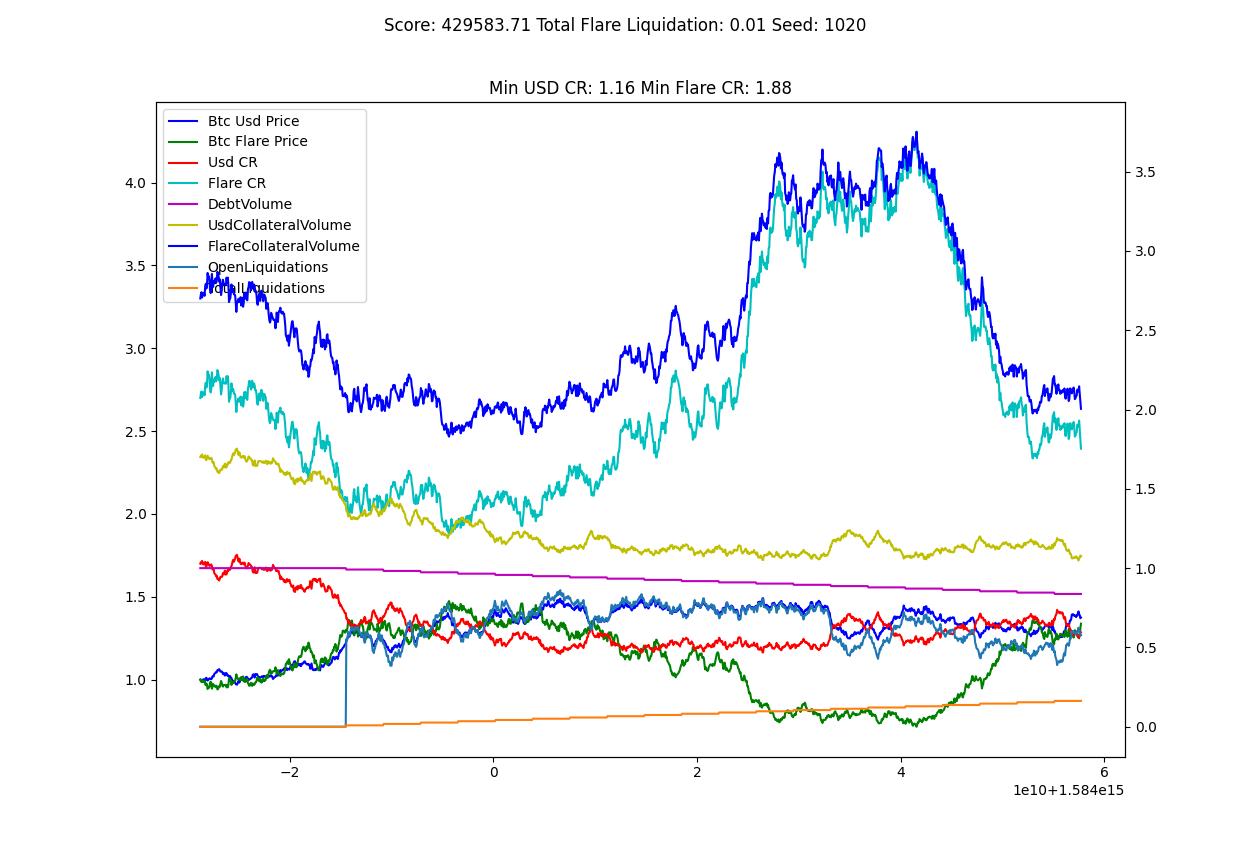 Score: 429583.71 Total Flare Liquidation: 0.01 Seed: 1020
Min USD CR: 1.16 Min Flare CR: 1.88
Btc Usd Price
Btc Flare Price
Usd CR
Flare CR
DebtVolume
UsdCollateralVolume
FlareCollateralVolume
OpenLiquidations
TotalLiquidations
4.0
3.5
3.0
2.5
2.0
1.5
1.0
3.5
3.0
2.5
2.0
1.5
1.0
0.5
0.0
−2
0
2
4
6
1e10+1.584e15